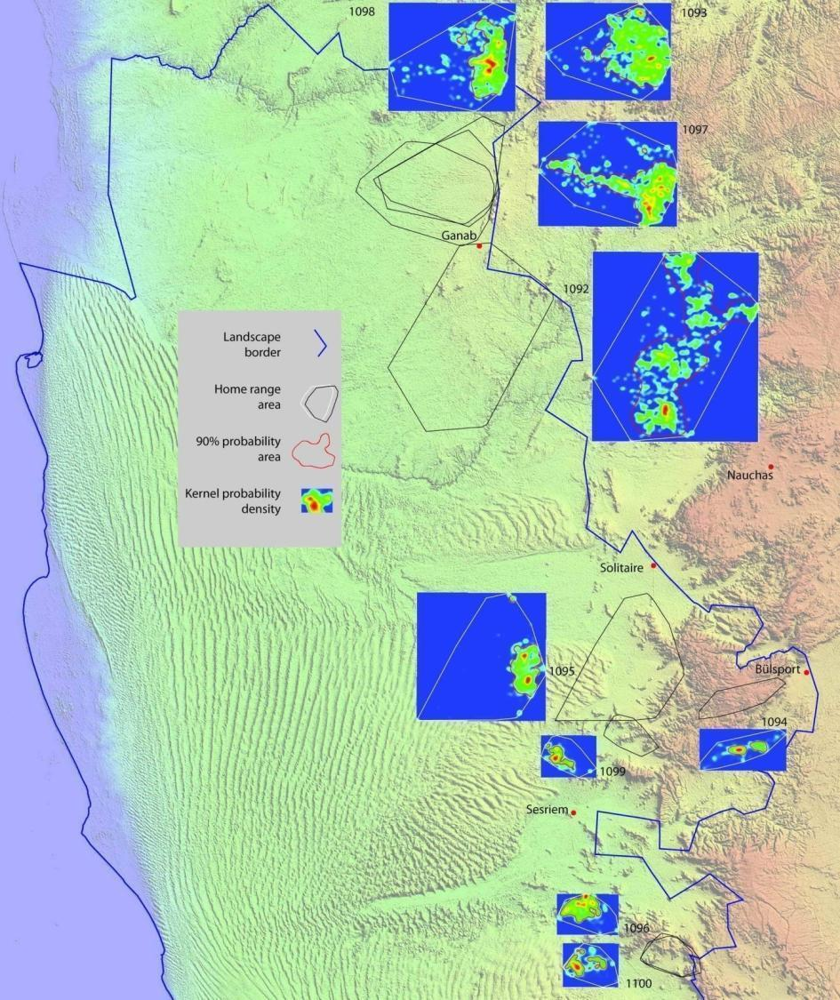 1098
1093
1097
Ganab
1092
Landscape
border
Home range
area
90% probability
area
Kernel probability
density
Nauchas
Solitaire
1095
Bülsport
1094
1099
Sesriem
1096
1100